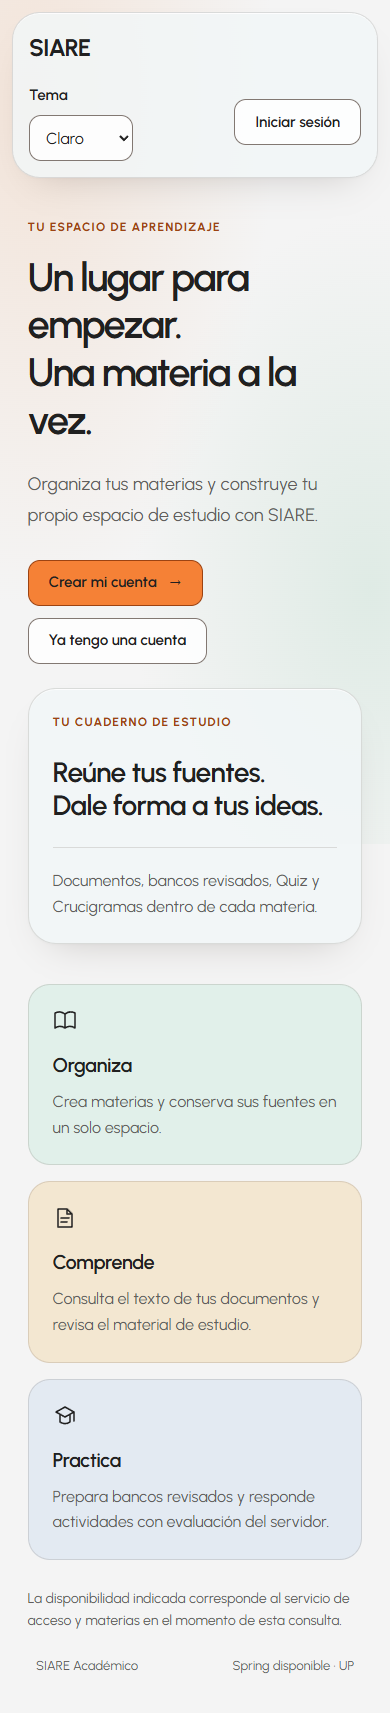 SIARE
Tema
Claro
Iniciar sesión
TU ESPACIO DE APRENDIZAJE
Un lugar para
empezar.
Una materia a la
vez.
Organiza tus materias y construye tu
propio espacio de estudio con SIARE.
Crear mi cuenta →
Ya tengo una cuenta
TU CUADERNO DE ESTUDIO
Reúne tus fuentes.
Dale forma a tus ideas.
Documentos, bancos revisados, Quiz y
Crucigramas dentro de cada materia.
Organiza
Crea materias y conserva sus fuentes en
un solo espacio.
Comprende
Consulta el texto de tus documentos y
revisa el material de estudio.
Practica
Prepara bancos revisados y responde
actividades con evaluación del servidor.
La disponibilidad indicada corresponde al servicio de
acceso y materias en el momento de esta consulta.
SIARE Académico
Spring disponible · UP